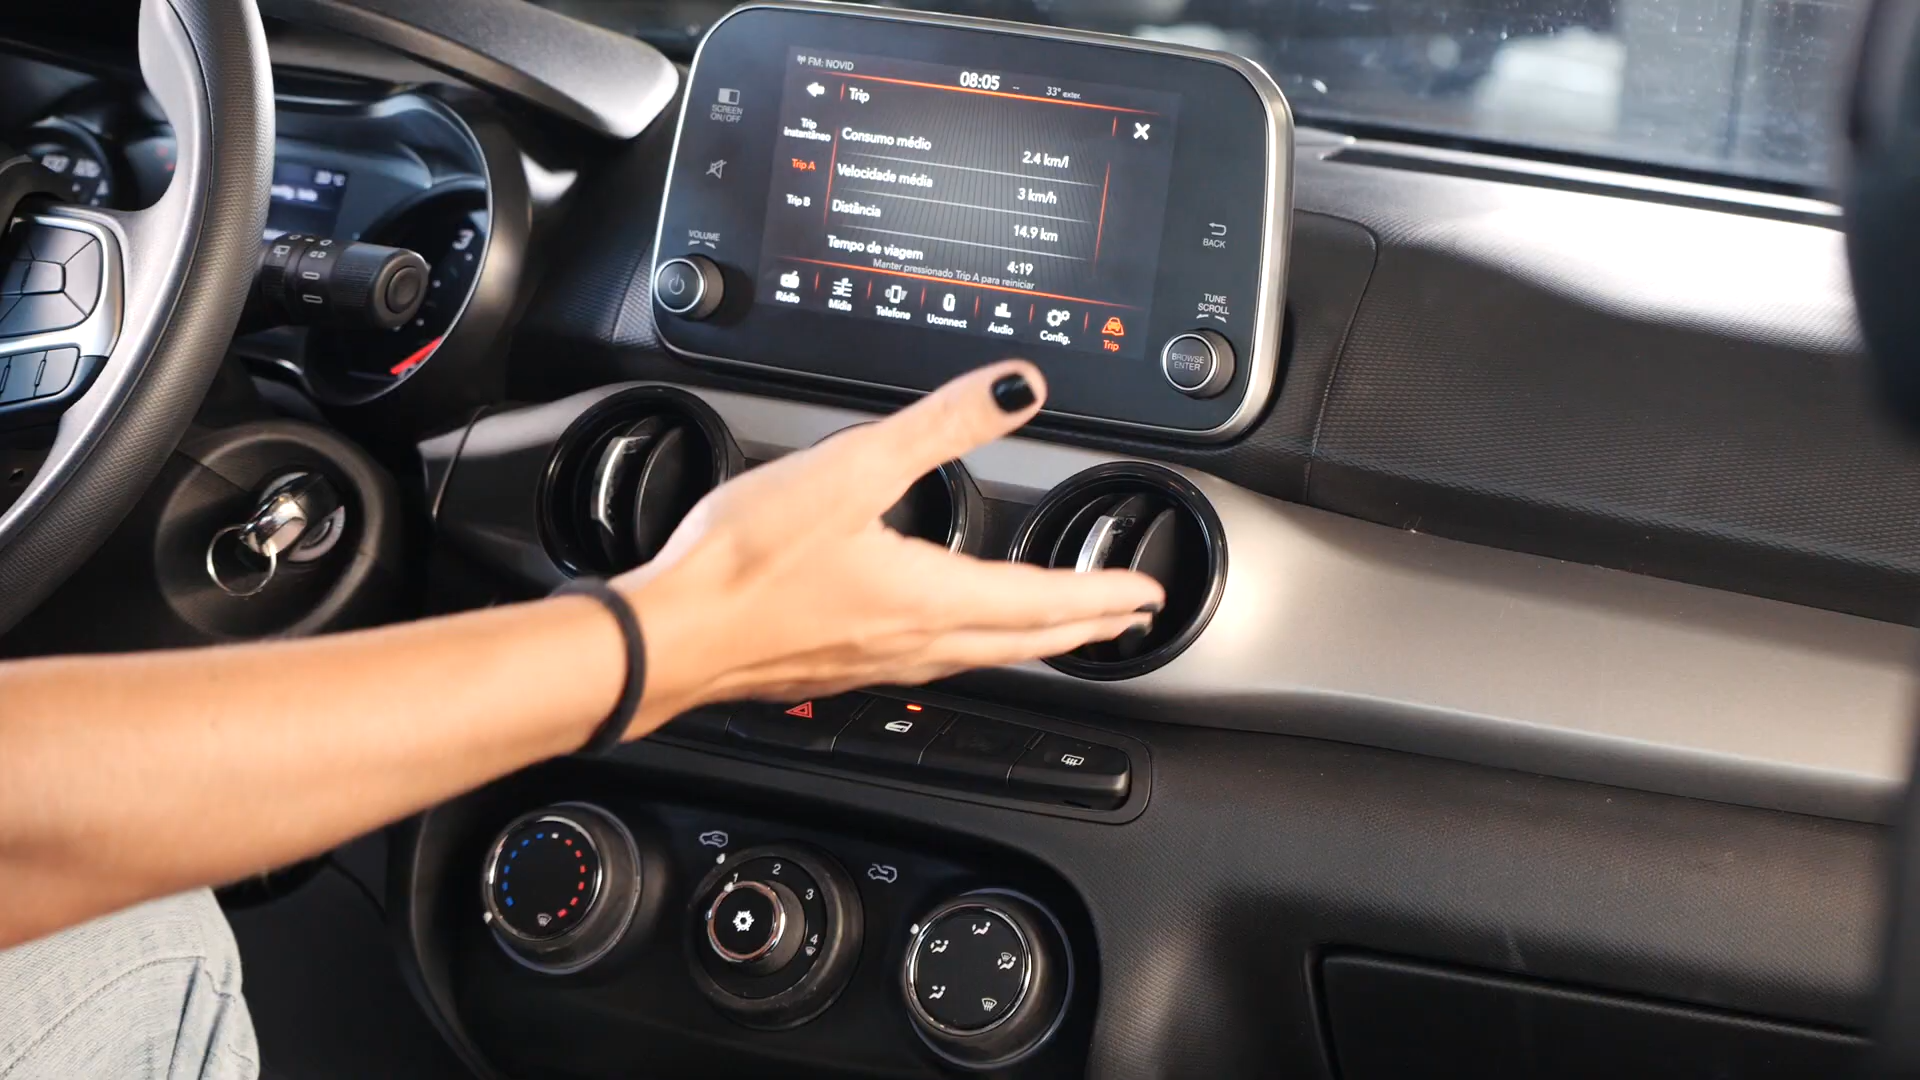 FM: NOVID
08:05
--
33° exter.
Trip
Trip
instantâneo
Trip A
Trip B
Consumo médio
2.4 km/l
Velocidade média
3 km/h
Distância
14.9 km
Tempo de viagem
4:19
Manter pressionado Trip A para reiniciar
Rádio
Mídia
Telefone
Uconnect
Áudio
Config.
Trip
SCREEN
ON/OFF
VOLUME
BACK
TUNE
SCROLL
BROWSE
ENTER
3
1
2
3
4